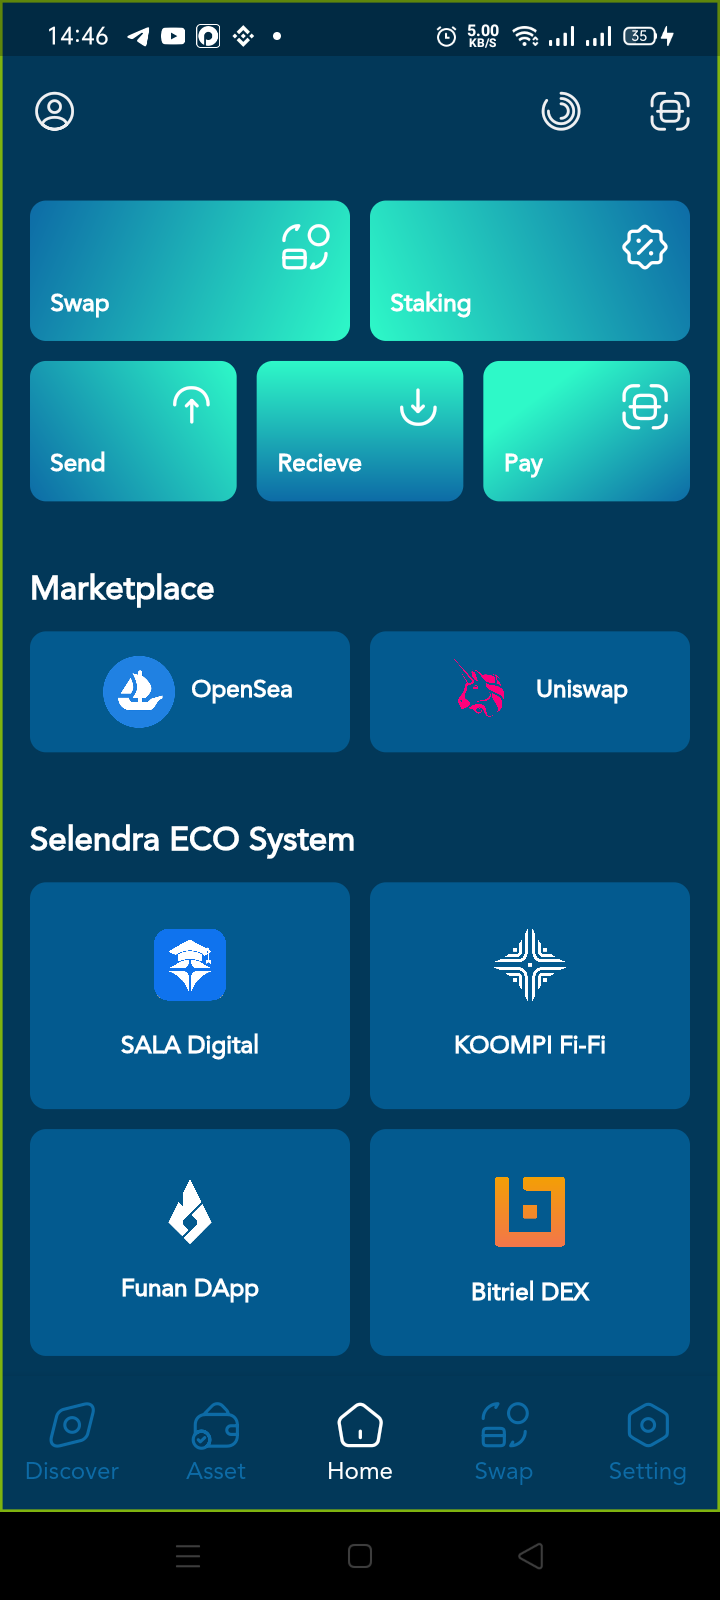 14:46 5.00 KB/S 35
Swap
Staking
Send
Recieve
Pay
Marketplace
OpenSea
Uniswap
Selendra ECO System
SALA Digital
KOOMPI Fi-Fi
Funan DApp
Bitriel DEX
Discover
Asset
Home
Swap
Setting